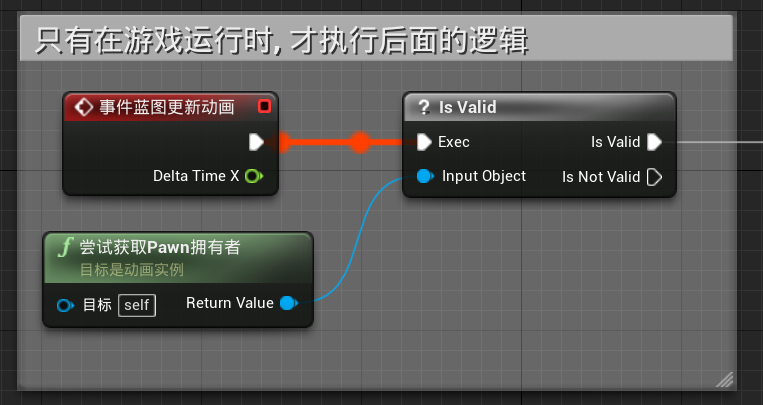 只有在游戏运行时, 才执行后面的逻辑
事件蓝图更新动画
Delta Time X
? Is Valid
Exec
Is Valid
Input Object
Is Not Valid
f 尝试获取Pawn拥有者
目标是动画实例
目标 self
Return Value